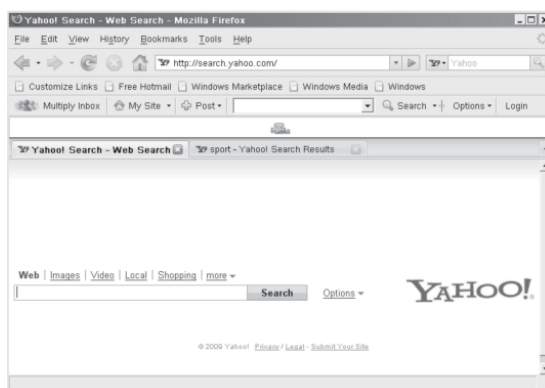 Yahoo! Search - Web Search - Mozilla Firefox
File Edit View History Bookmarks Tools Help
http://search.yahoo.com/ Yahoo
Customize Links Free Hotmail Windows Marketplace Windows Media Windows
Multiply Inbox My Site Post Search Options Login
Yahoo! Search - Web Search sport - Yahoo! Search Results
Web | Images | Video | Local | Shopping | more
Search Options YAHOO!
© 2009 Yahoo! Privacy / Legal - Submit Your Site